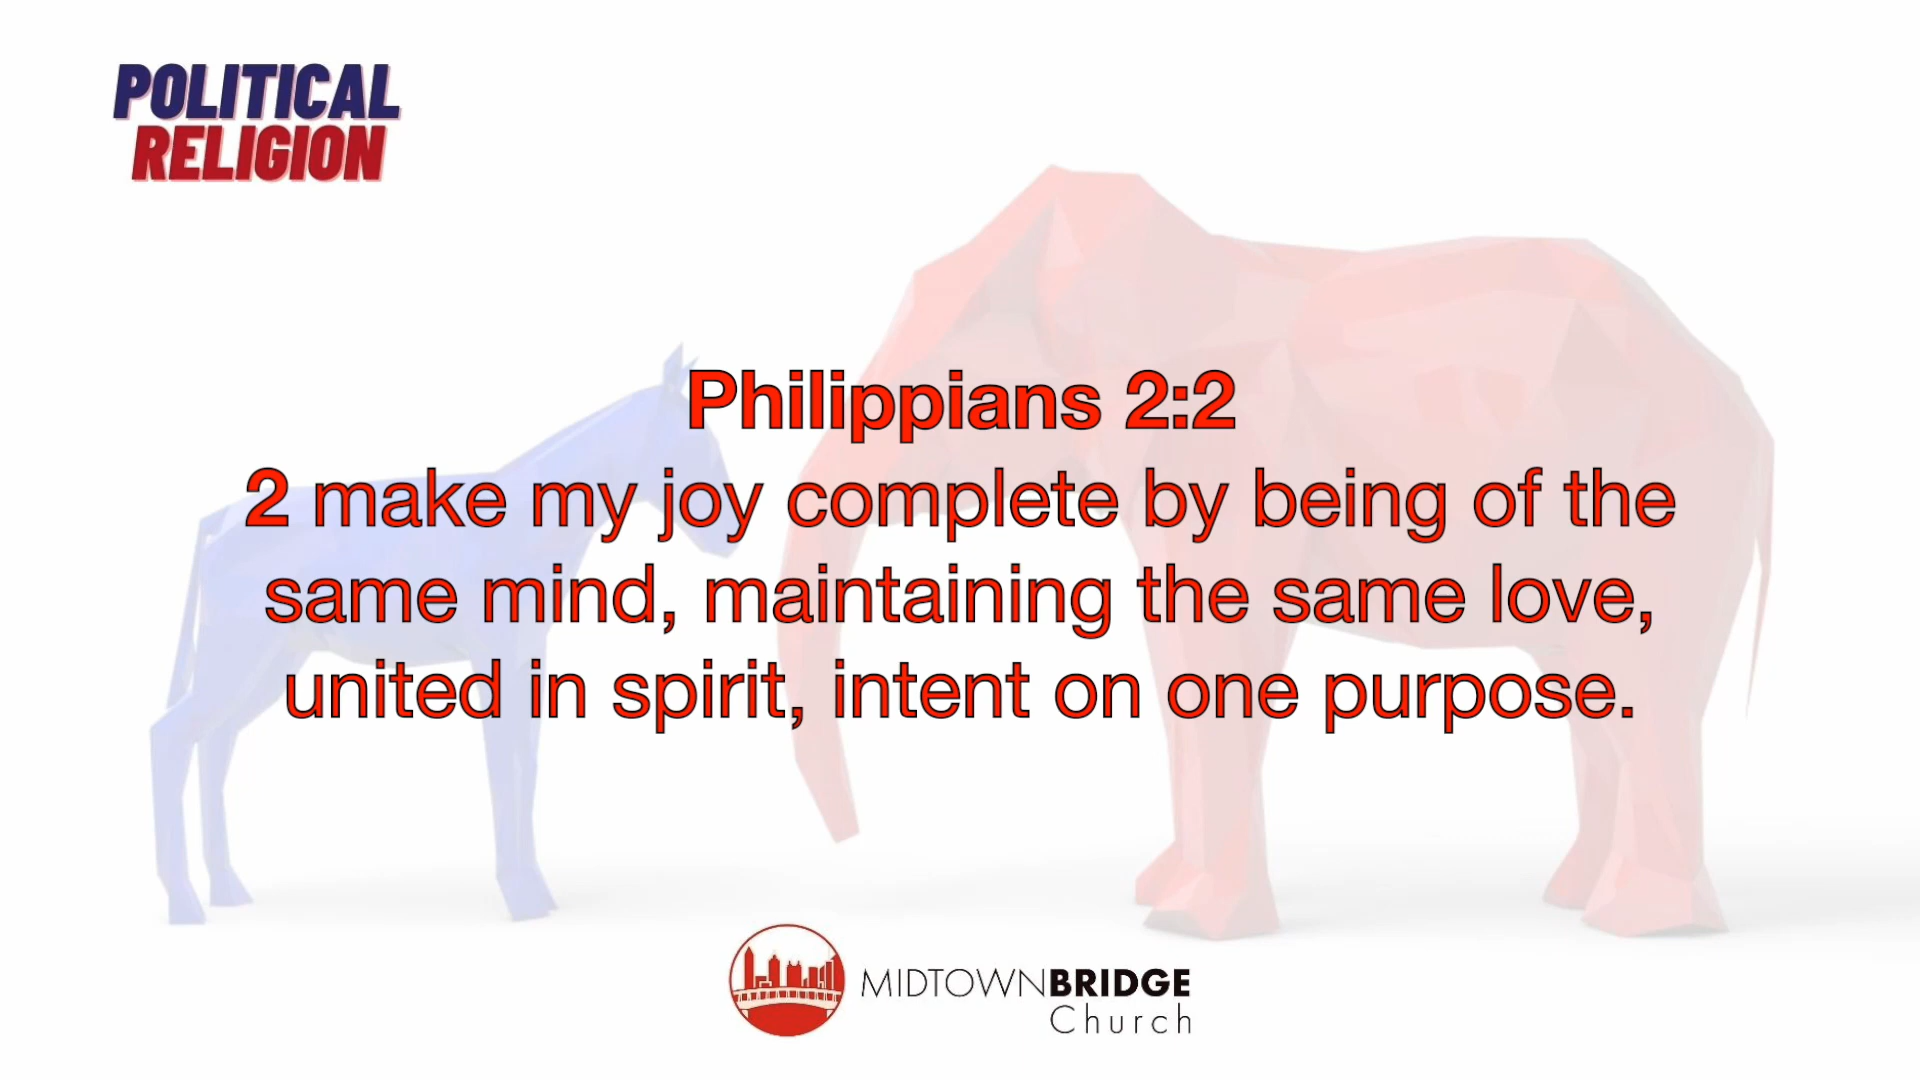 POLITICAL
RELIGION
Philippians 2:2
2 make my joy complete by being of the
same mind, maintaining the same love,
united in spirit, intent on one purpose.
MIDTOWNBRIDGE
Church